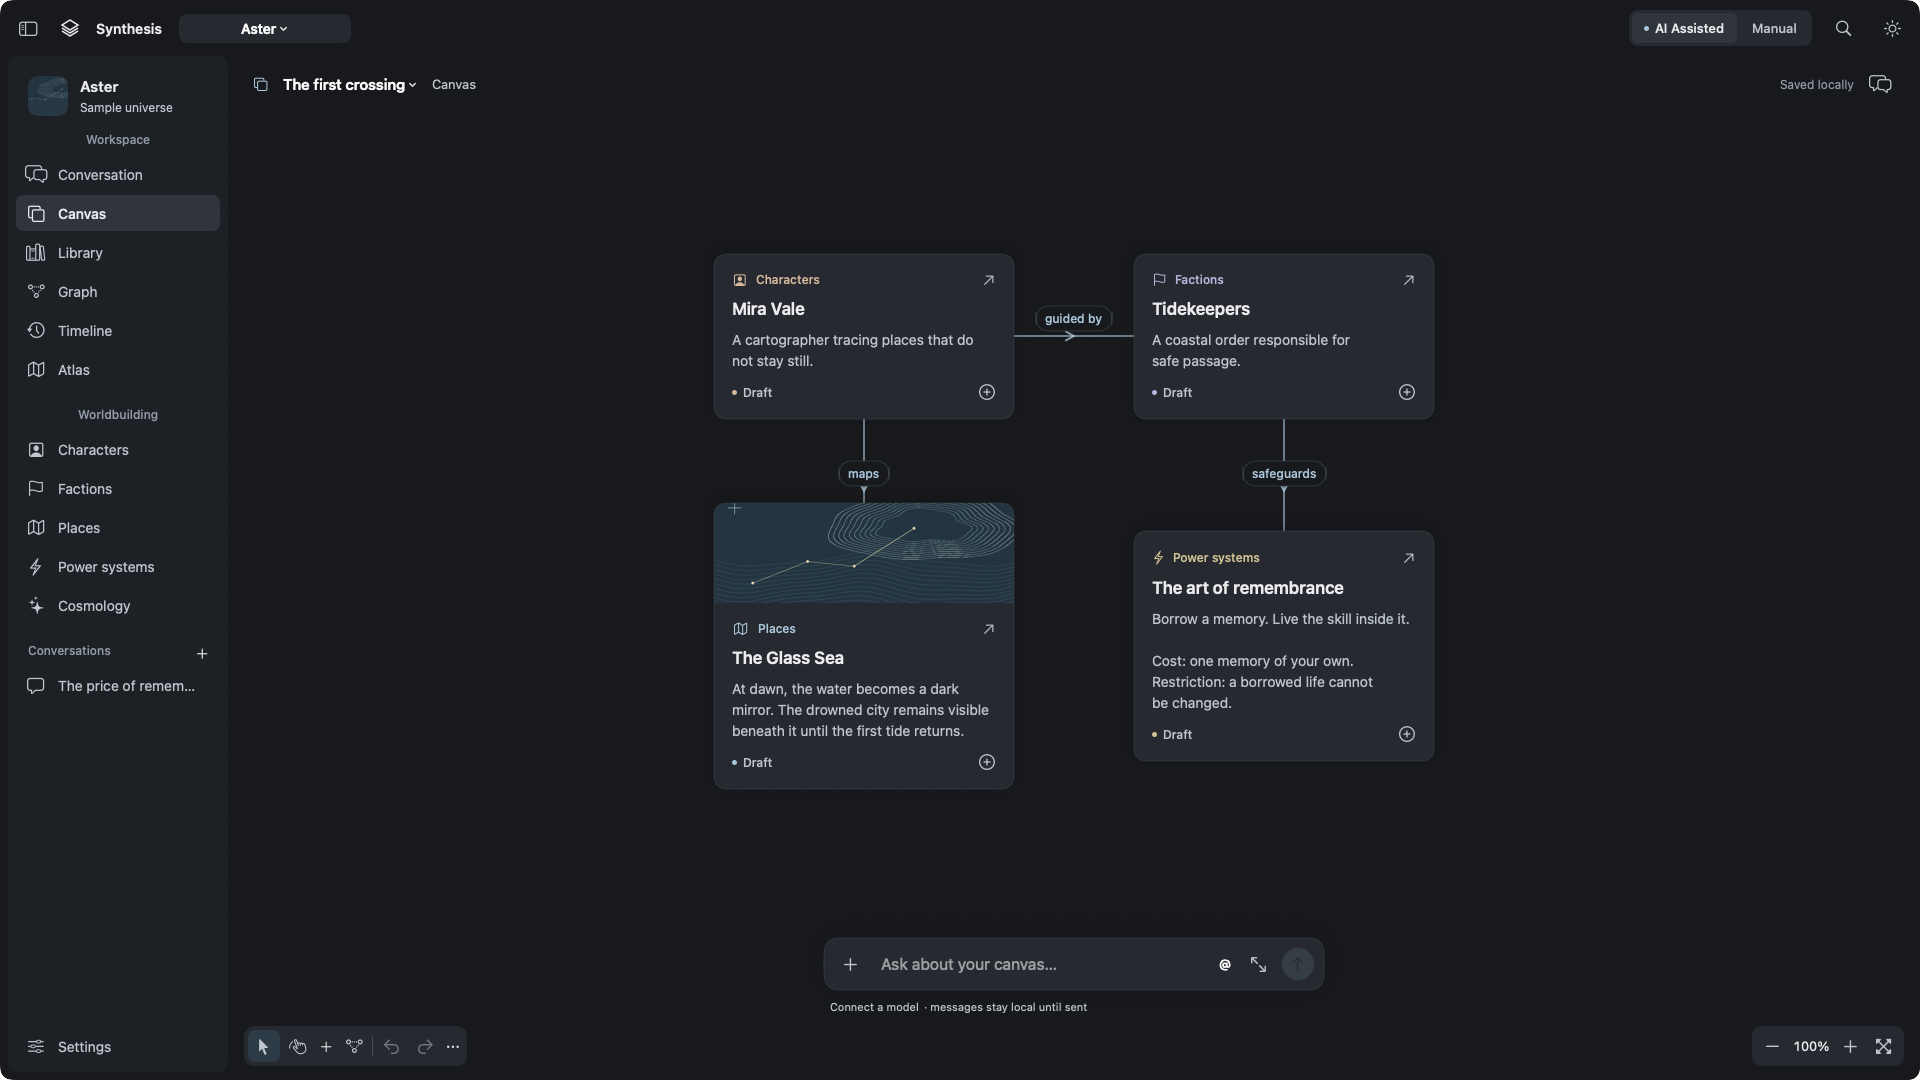 Synthesis
Aster
AI Assisted
Manual
Aster
Sample universe
Workspace
Conversation
Canvas
Library
Graph
Timeline
Atlas
Worldbuilding
Characters
Factions
Places
Power systems
Cosmology
Conversations
The price of remem...
Settings
The first crossing
Canvas
Saved locally
Characters
Mira Vale
A cartographer tracing places that do
not stay still.
Draft
guided by
Factions
Tidekeepers
A coastal order responsible for
safe passage.
Draft
maps
safeguards
Places
The Glass Sea
At dawn, the water becomes a dark
mirror. The drowned city remains visible
beneath it until the first tide returns.
Draft
Power systems
The art of remembrance
Borrow a memory. Live the skill inside it.
Cost: one memory of your own.
Restriction: a borrowed life cannot
be changed.
Draft
Ask about your canvas...
@
Connect a model · messages stay local until sent
100%